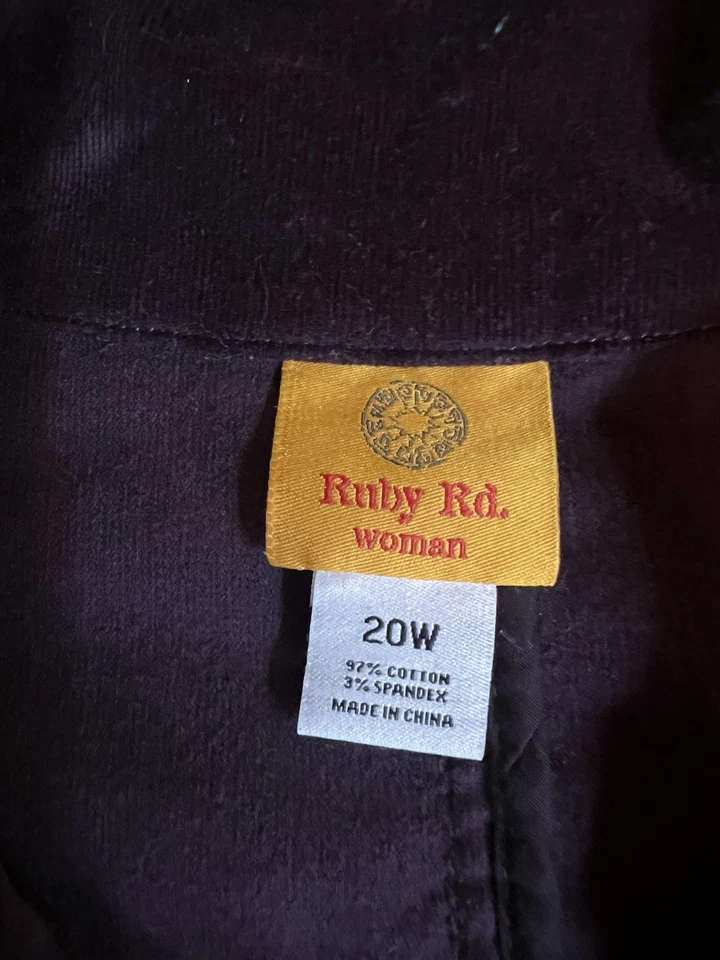 Ruby Rd.
woman
20W
97% COTTON
3% SPANDEX
MADE IN CHINA